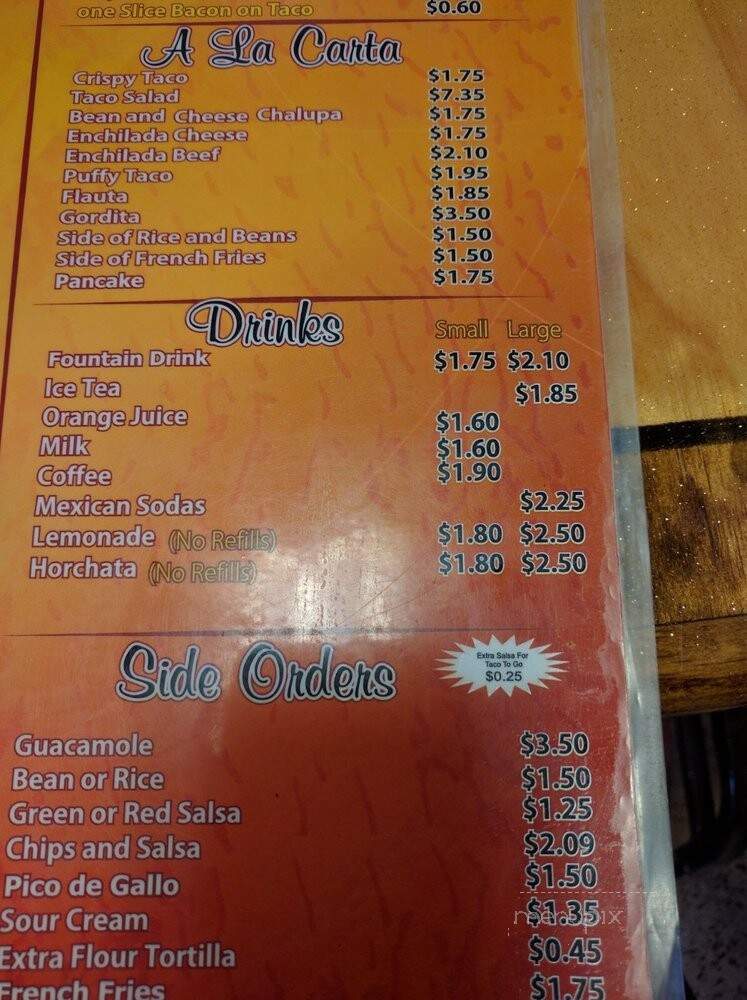 one Slice Bacon on Taco $0.60
A La Carta
Crispy Taco $1.75
Taco Salad $7.35
Bean and Cheese Chalupa $1.75
Enchilada Cheese $1.75
Enchilada Beef $2.10
Puffy Taco $1.95
Flauta $1.85
Gordita $3.50
Side of Rice and Beans $1.50
Side of French Fries $1.50
Pancake $1.75
Drinks Small Large
Fountain Drink $1.75 $2.10
Ice Tea $1.85
Orange Juice $1.60
Milk $1.60
Coffee $1.90
Mexican Sodas $2.25
Lemonade (No Refills) $1.80 $2.50
Horchata (No Refills) $1.80 $2.50
Side Orders
Extra Salsa For
Taco To Go
$0.25
Guacamole $3.50
Bean or Rice $1.50
Green or Red Salsa $1.25
Chips and Salsa $2.09
Pico de Gallo $1.50
Sour Cream $1.35
menupix
Extra Flour Tortilla $0.45
French Fries $1.75